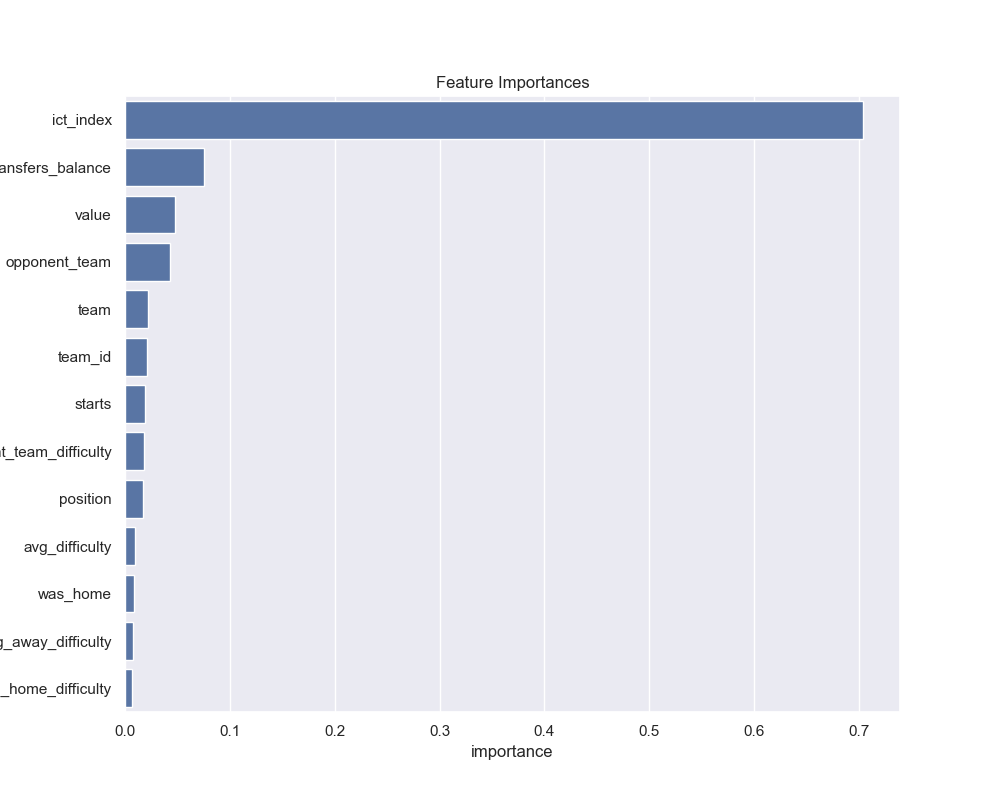 Feature Importances
ict_index
ansfers_balance
value
opponent_team
team
team_id
starts
t_team_difficulty
position
avg_difficulty
was_home
g_away_difficulty
_home_difficulty
0.0 0.1 0.2 0.3 0.4 0.5 0.6 0.7
importance